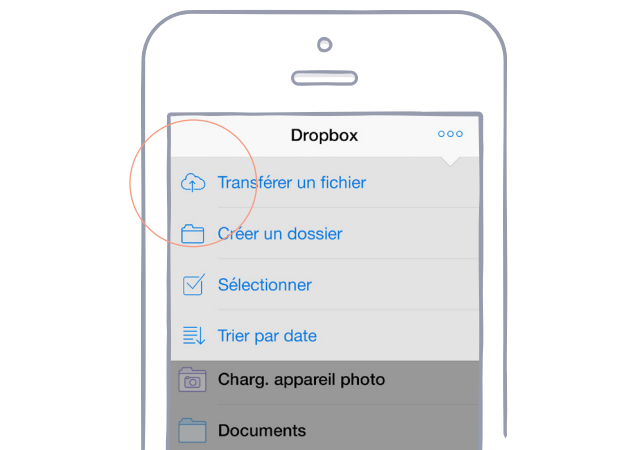 Dropbox
Transférer un fichier
Créer un dossier
Sélectionner
Trier par date
Charg. appareil photo
Documents